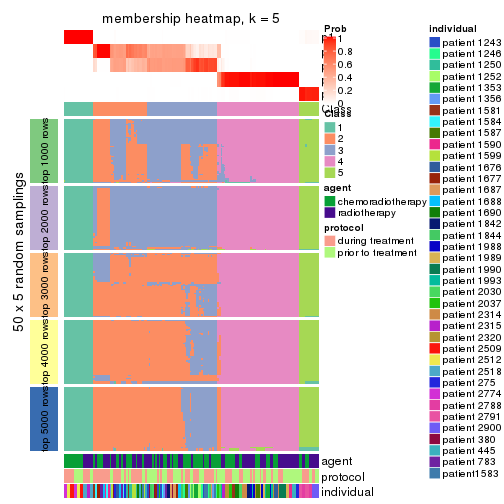 membership heatmap, k = 5
Prob
1
0.8
0.6
0.4
0.2
0
Class
Class
1
2
3
4
5
agent
chemoradiotherapy
radiotherapy
protocol
during treatment
prior to treatment
individual
patient 1243
patient 1246
patient 1250
patient 1252
patient 1353
patient 1356
patient 1581
patient 1584
patient 1587
patient 1590
patient 1599
patient 1676
patient 1677
patient 1687
patient 1688
patient 1690
patient 1842
patient 1844
patient 1988
patient 1989
patient 1990
patient 1993
patient 2030
patient 2037
patient 2314
patient 2315
patient 2320
patient 2509
patient 2512
patient 2518
patient 275
patient 2774
patient 2788
patient 2791
patient 2900
patient 380
patient 445
patient 783
patient1583
50 x 5 random samplings
top 1000 rows
top 2000 rows
top 3000 rows
top 4000 rows
top 5000 rows
agent
protocol
individual